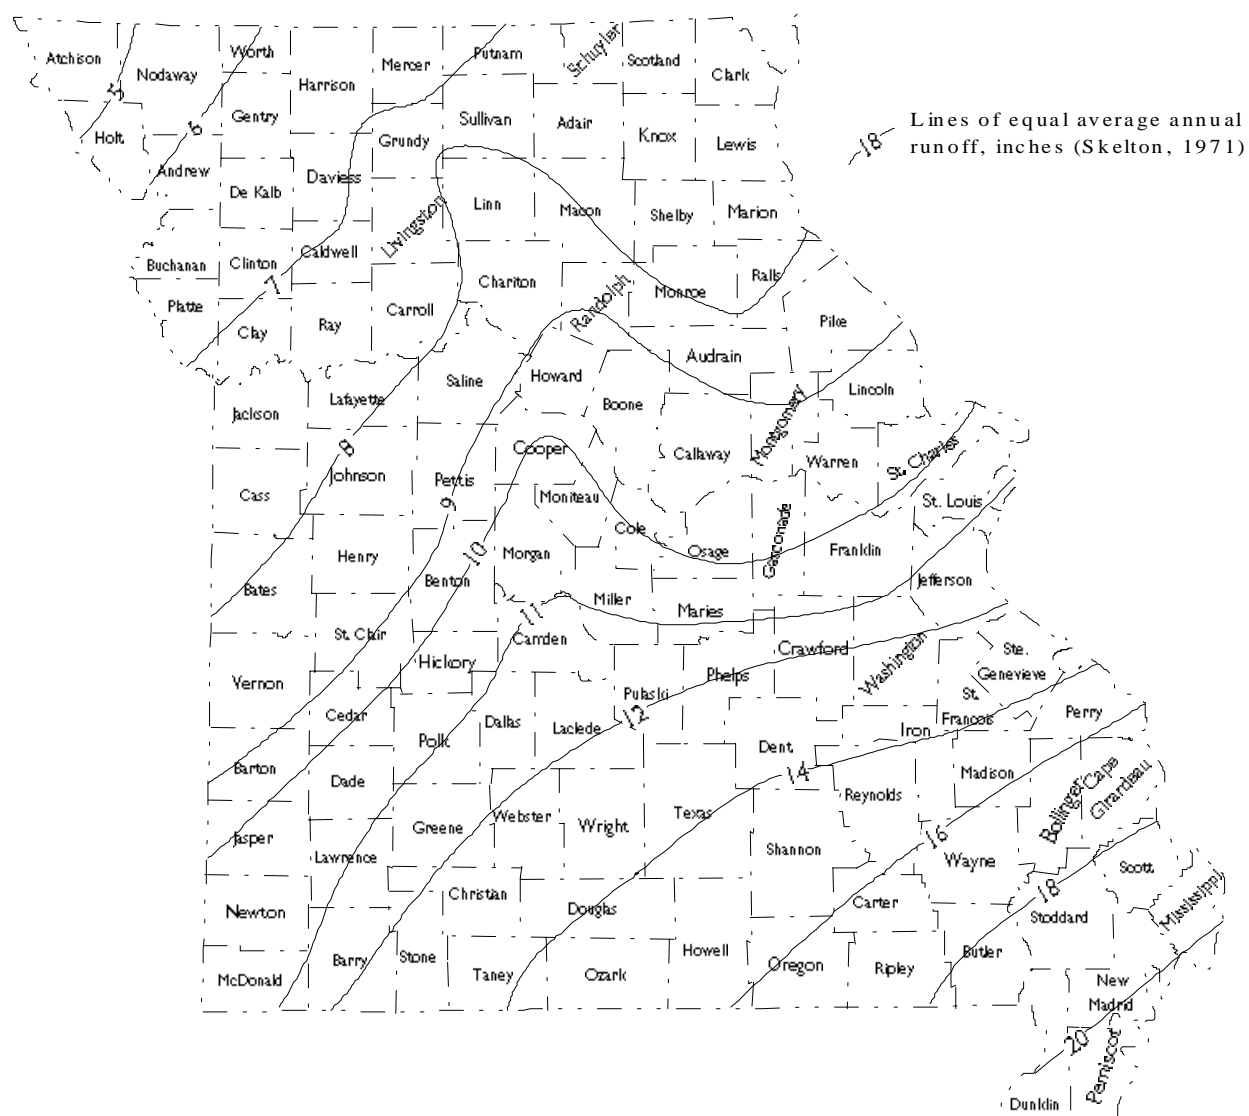 Atchison
Nodaway
Worth
Harrison
Mercer
Putnam
Schuyler
Scotland
Clark
5
Lines of equal average annual
18
runoff, inches (Skelton, 1971)
Holt
6
Gentry
Grundy
Sullivan
Adair
Knox
Lewis
Andrew
De Kalb
Daviess
Livingston
Linn
Macon
Shelby
Marion
Buchanan
Clinton
Caldwell
Chariton
Randolph
Monroe
Ralls
7
Platte
Clay
Ray
Carroll
Pike
Audrain
Saline
Howard
Boone
Lincoln
Jackson
Lafayette
Montgomery
8
Cooper
Callaway
Warren
St. Charles
Cass
Johnson
Pettis
9
Moniteau
Cole
Gasconade
St. Louis
Henry
10
Morgan
Osage
Franklin
Bates
Benton
Miller
Maries
Jefferson
11
St. Clair
Camden
Crawford
Washington
Ste.
Genevieve
Vernon
Hickory
Pulaski
Phelps
St.
Francois
Cedar
Polk
Dallas
Laclede
12
Dent
Iron
Perry
Barton
Dade
14
Reynolds
Madison
Bollinger
Cape
Girardeau
Jasper
Lawrence
Greene
Webster
Wright
Texas
Shannon
16
Wayne
Scott
Newton
Christian
Douglas
Carter
18
Stoddard
Mississippi
McDonald
Barry
Stone
Taney
Ozark
Howell
Oregon
Ripley
Butler
New
Madrid
20
Pemiscot
Dunklin